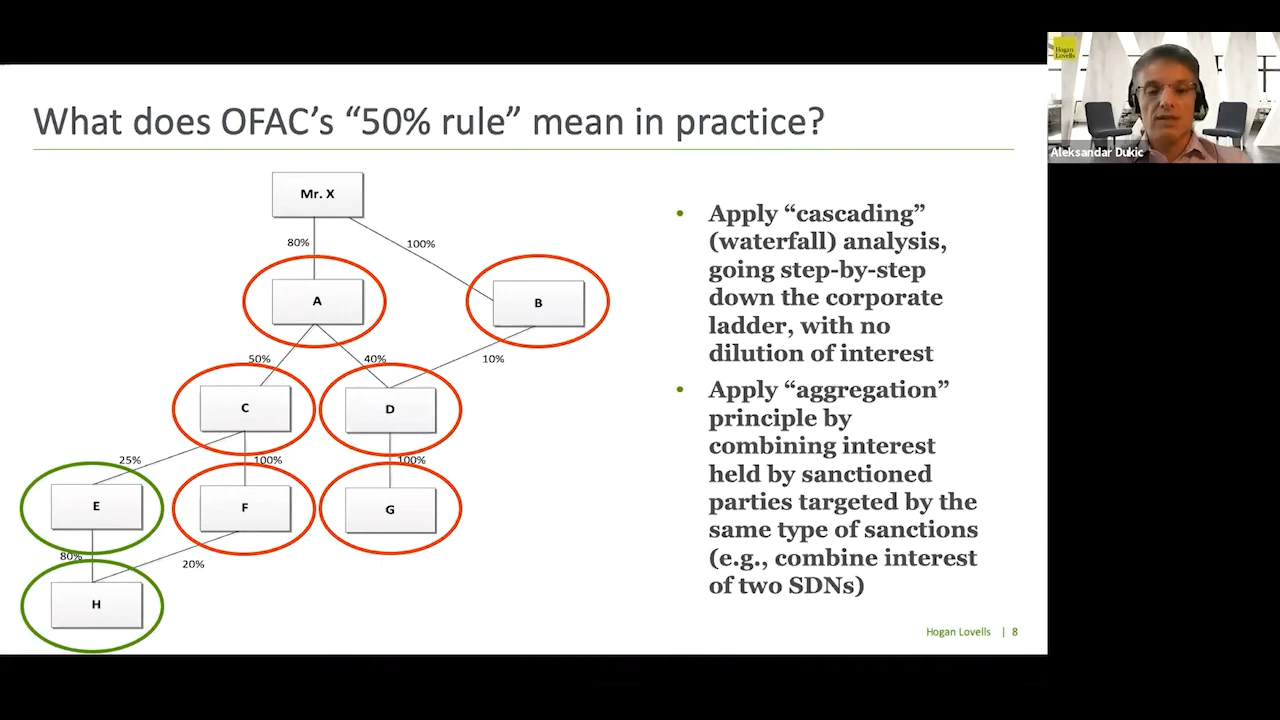 Hogan
Lovells
Aleksandar Dukic
What does OFAC’s “50% rule” mean in practice?
Mr. X
80%
100%
A
B
50%
40%
10%
C
D
25%
100%
100%
E
F
G
80%
20%
H
• Apply “cascading”
(waterfall) analysis,
going step-by-step
down the corporate
ladder, with no
dilution of interest
• Apply “aggregation”
principle by
combining interest
held by sanctioned
parties targeted by the
same type of sanctions
(e.g., combine interest
of two SDNs)
Hogan Lovells | 8